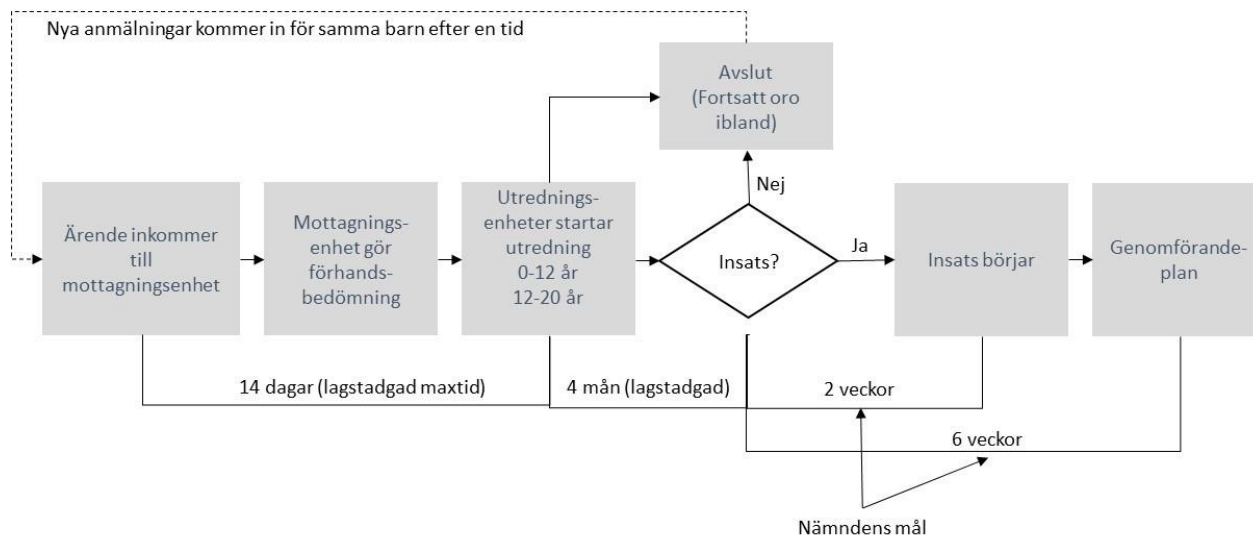 Nya anmälningar kommer in för samma barn efter en tid
Avslut
(Fortsatt oro
ibland)
Nej
Ärende inkommer
till
mottagningsenhet
Mottagnings-
enhet gör
förhands-
bedömning
Utrednings-
enheter startar
utredning
0-12 år
12-20 år
Insats?
Ja
Insats börjar
Genomförande-
plan
14 dagar (lagstadgad maxtid)
4 mån (lagstadgad)
2 veckor
6 veckor
Nämndens mål